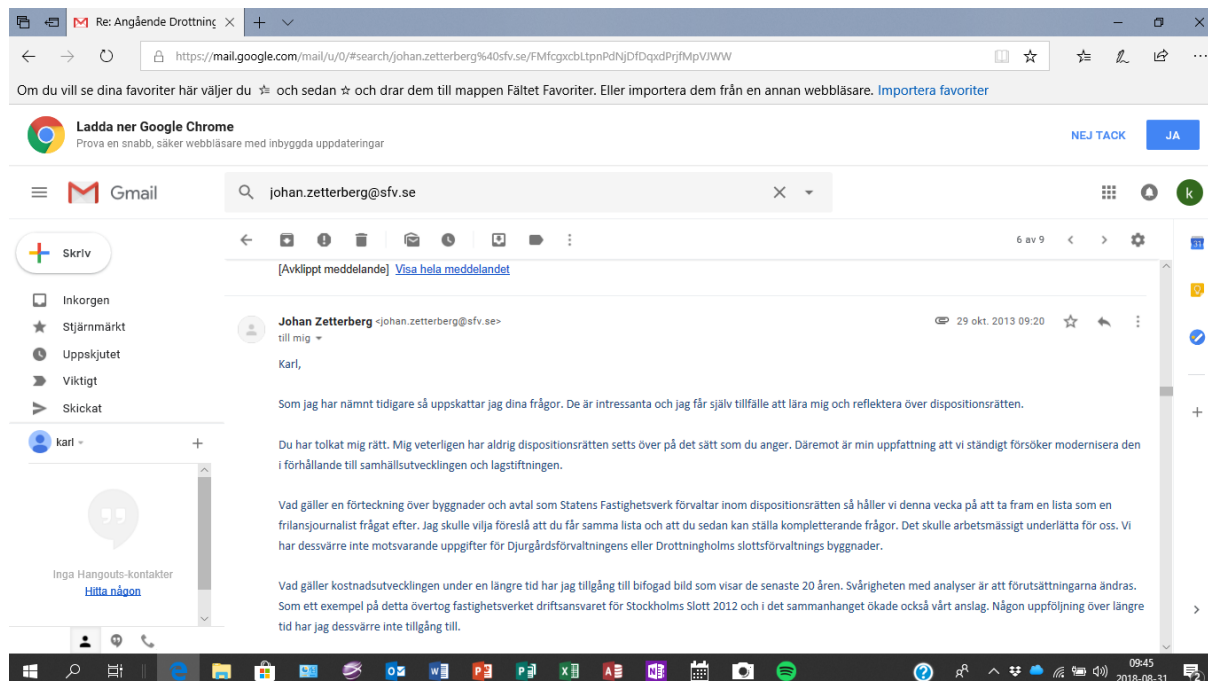 Re: Angående Drottning
https://mail.google.com/mail/u/0/#search/johan.zetterberg%40sfv.se/FMfcgxcbLtpnPdNjDfDqxdPrjfMpVJWW
Om du vill se dina favoriter här väljer du och sedan och drar dem till mappen Fältet Favoriter. Eller importera dem från en annan webbläsare. Importera favoriter
Ladda ner Google Chrome
Prova en snabb, säker webbläsare med inbyggda uppdateringar
NEJ TACK
JA
Gmail
johan.zetterberg@sfv.se
Skriv
6 av 9
[Avklippt meddelande] Visa hela meddelandet
Inkorgen
Stjärnmärkt
Uppskjutet
Viktigt
Skickat
karl
Inga Hangouts-kontakter
Hitta någon
Johan Zetterberg <johan.zetterberg@sfv.se>
29 okt. 2013 09:20
till mig
Karl,
Som jag har nämnt tidigare så uppskattar jag dina frågor. De är intressanta och jag får själv tillfälle att lära mig och reflektera över dispositionsrätten.
Du har tolkat mig rätt. Mig veterligen har aldrig dispositionsrätten setts över på det sätt som du anger. Däremot är min uppfattning att vi ständigt försöker modernisera den
i förhållande till samhällsutvecklingen och lagstiftningen.
Vad gäller en förteckning över byggnader och avtal som Statens Fastighetsverk förvaltar inom dispositionsrätten så håller vi denna vecka på att ta fram en lista som en
frilansjournalist frågat efter. Jag skulle vilja föreslå att du får samma lista och att du sedan kan ställa kompletterande frågor. Det skulle arbetsmässigt underlätta för oss. Vi
har dessvärre inte motsvarande uppgifter för Djurgårdsförvaltningens eller Drottningholms slottsförvaltnings byggnader.
Vad gäller kostnadsutvecklingen under en längre tid har jag tillgång till bifogad bild som visar de senaste 20 åren. Svårigheten med analyser är att förutsättningarna ändras.
Som ett exempel på detta övertog fastighetsverket driftsansvaret för Stockholms Slott 2012 och i det sammanhanget ökade också vårt anslag. Någon uppföljning över längre
tid har jag dessvärre inte tillgång till.
k
31
09:45
2018-08-31